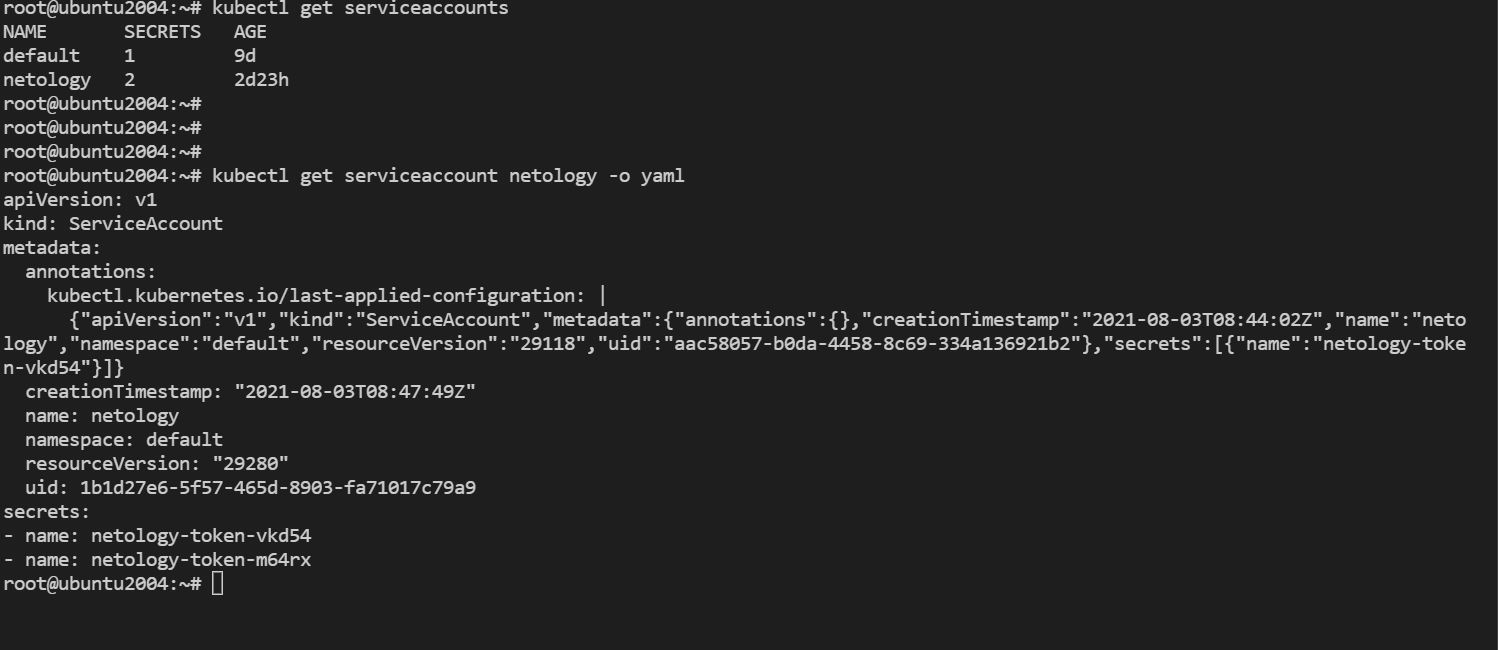 root@ubuntu2004:~# kubectl get serviceaccounts
NAME       SECRETS   AGE
default    1         9d
netology   2         2d23h
root@ubuntu2004:~#
root@ubuntu2004:~#
root@ubuntu2004:~#
root@ubuntu2004:~# kubectl get serviceaccount netology -o yaml
apiVersion: v1
kind: ServiceAccount
metadata:
  annotations:
    kubectl.kubernetes.io/last-applied-configuration: |
      {"apiVersion":"v1","kind":"ServiceAccount","metadata":{"annotations":{},"creationTimestamp":"2021-08-03T08:44:02Z","name":"neto
logy","namespace":"default","resourceVersion":"29118","uid":"aac58057-b0da-4458-8c69-334a136921b2"},"secrets":[{"name":"netology-toke
n-vkd54"}]}
  creationTimestamp: "2021-08-03T08:47:49Z"
  name: netology
  namespace: default
  resourceVersion: "29280"
  uid: 1b1d27e6-5f57-465d-8903-fa71017c79a9
secrets:
- name: netology-token-vkd54
- name: netology-token-m64rx
root@ubuntu2004:~#